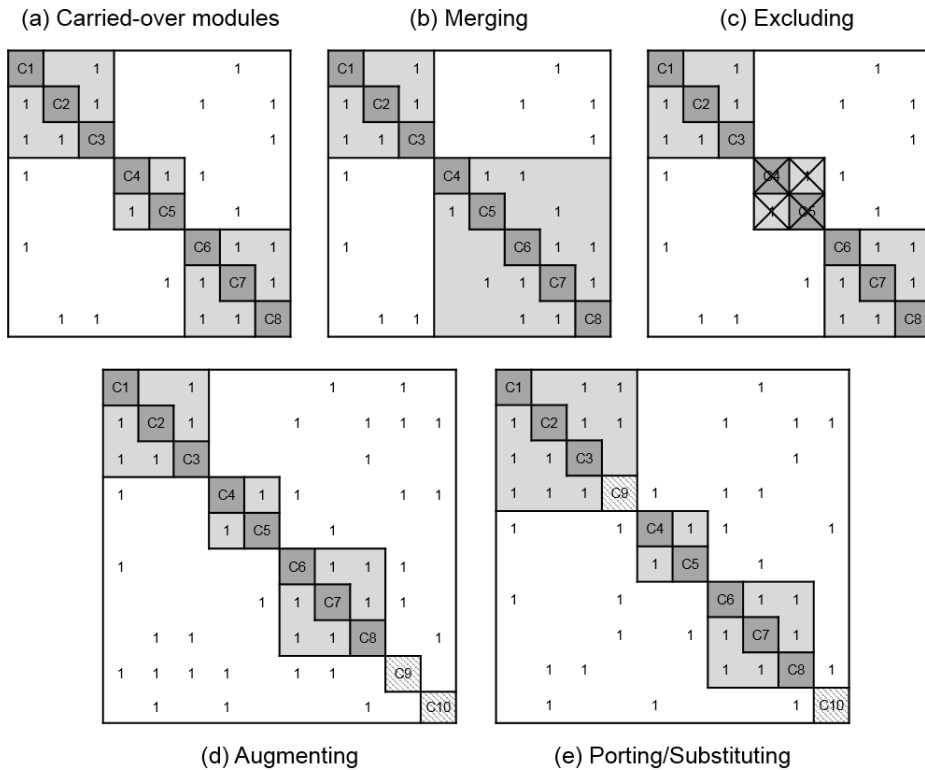 (a) Carried-over modules
C1 1 1
1 C2 1 1 1
1 1 C3 1
1 C4 1 1
1 C5 1
1 C6 1 1
1 1 C7 1
1 1 1 1 C8
(b) Merging
C1 1 1
1 C2 1 1 1
1 1 C3 1
1 C4 1 1
1 C5 1
1 C6 1 1
1 1 C7 1
1 1 1 1 C8
(c) Excluding
C1 1 1
1 C2 1 1 1
1 1 C3 1
1 C4 1 1
1 C5 1
1 C6 1 1
1 1 C7 1
1 1 1 1 C8
C1 1 1 1
1 C2 1 1 1 1 1
1 1 C3 1
1 C4 1 1 1 1
1 C5 1
1 C6 1 1 1
1 1 C7 1 1
1 1 1 1 C8 1
1 1 1 1 1 1 1 C9
1 1 1 1 C10
(d) Augmenting
C1 1 1 1
1 C2 1 1 1 1 1
1 1 C3 1
1 1 1 C9 1 1 1 1
1 1 C4 1 1 1
1 C5 1
1 1 C6 1 1
1 1 1 C7 1
1 1 1 1 C8 1
1 1 1 1 C10
(e) Porting/Substituting